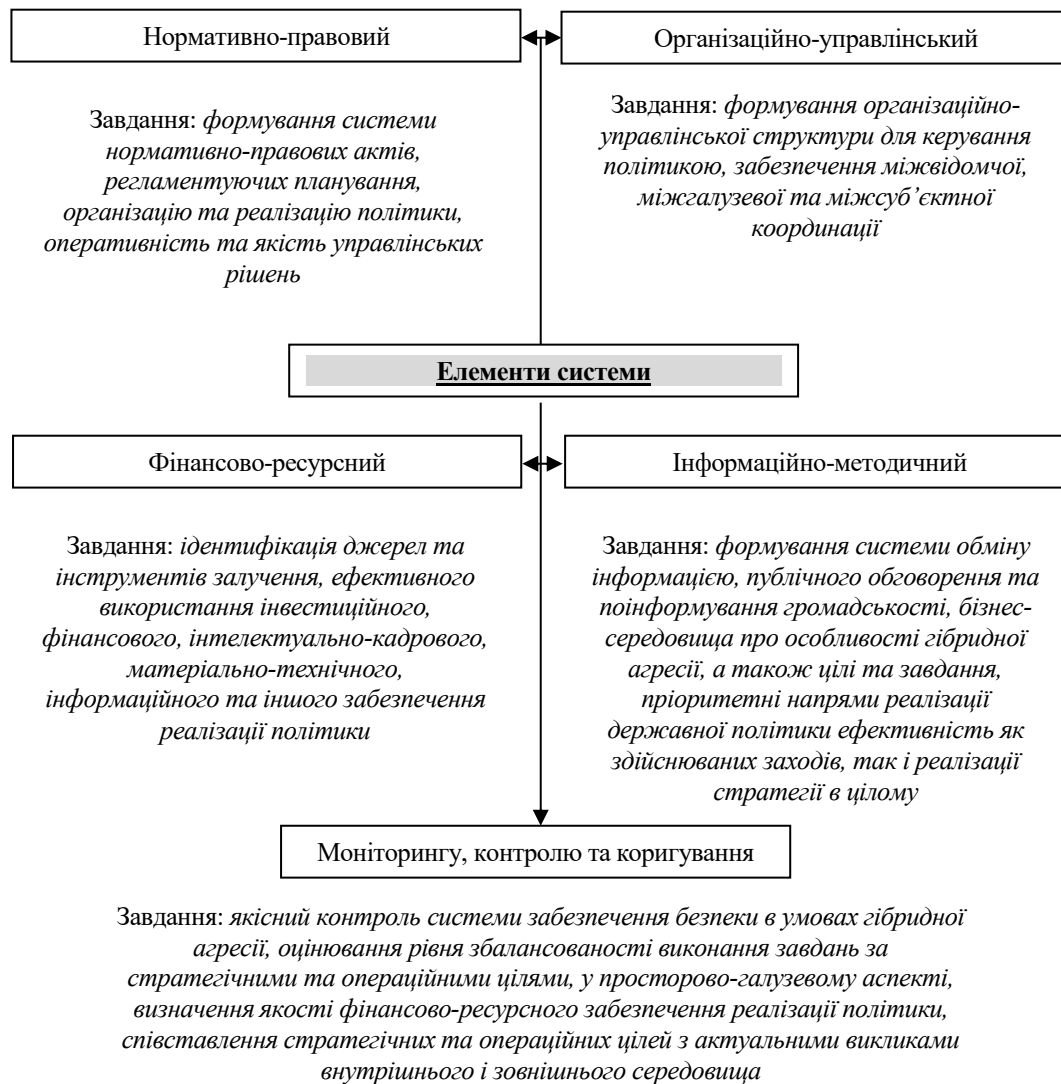 Нормативно-правовий
Організаційно-управлінський
Завдання: формування системи
нормативно-правових актів,
регламентуючих планування,
організацію та реалізацію політики,
оперативність та якість управлінських
рішень
Завдання: формування організаційно-
управлінської структури для керування
політикою, забезпечення міжвідомчої,
міжгалузевої та міжсуб’єктної
координації
Елементи системи
Фінансово-ресурсний
Інформаційно-методичний
Завдання: ідентифікація джерел та
інструментів залучення, ефективного
використання інвестиційного,
фінансового, інтелектуально-кадрового,
матеріально-технічного,
інформаційного та іншого забезпечення
реалізації політики
Завдання: формування системи обміну
інформацією, публічного обговорення та
поінформування громадськості, бізнес-
середовища про особливості гібридної
агресії, а також цілі та завдання,
пріоритетні напрями реалізації
державної політики ефективність як
здійснюваних заходів, так і реалізації
стратегії в цілому
Моніторингу, контролю та коригування
Завдання: якісний контроль системи забезпечення безпеки в умовах гібридної
агресії, оцінювання рівня збалансованості виконання завдань за
стратегічними та операційними цілями, у просторово-галузевому аспекті,
визначення якості фінансово-ресурсного забезпечення реалізації політики,
співставлення стратегічних та операційних цілей з актуальними викликами
внутрішнього і зовнішнього середовища